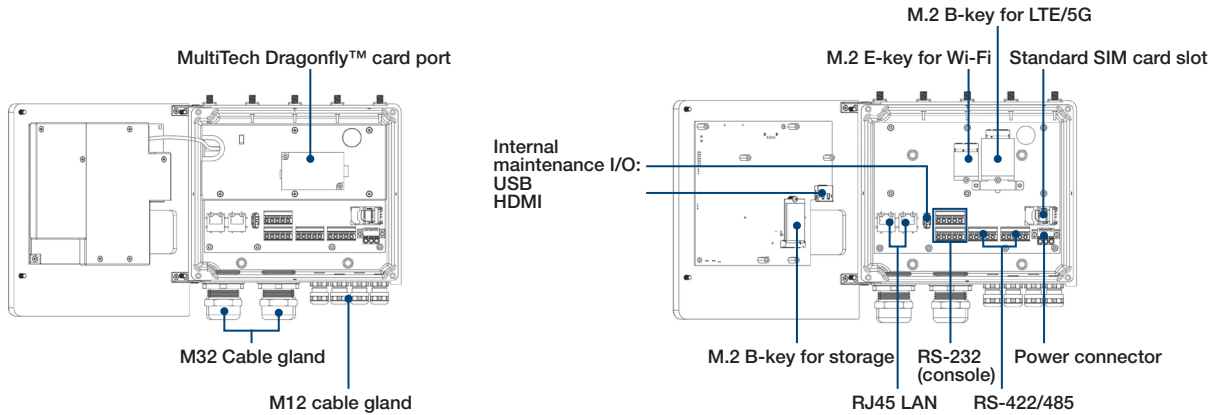 M.2 B-key for LTE/5G
MultiTech Dragonfly™ card port
M.2 E-key for Wi-Fi
Standard SIM card slot
Internal
maintenance I/O:
USB
HDMI
M32 Cable gland
M12 cable gland
M.2 B-key for storage
RS-232
(console)
Power connector
RJ45 LAN
RS-422/485